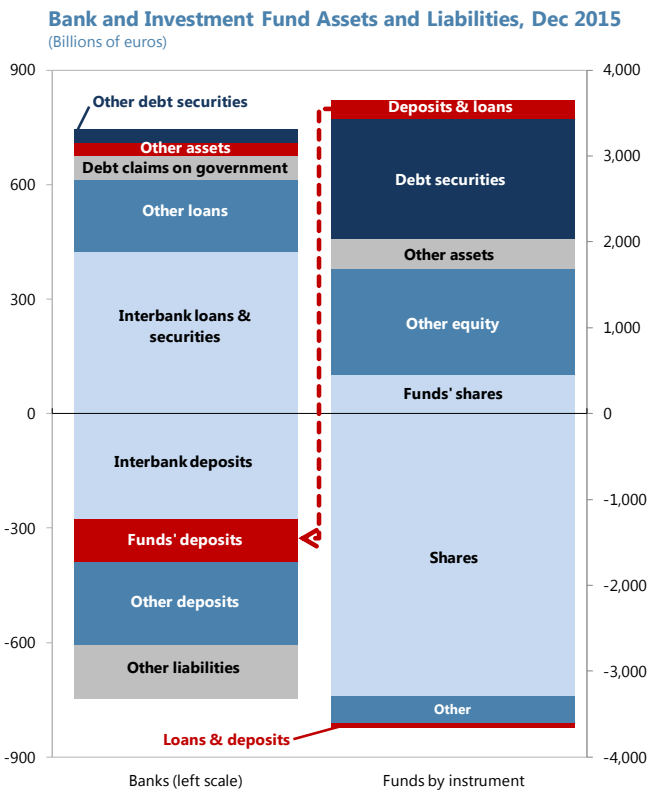 Bank and Investment Fund Assets and Liabilities, Dec 2015
(Billions of euros)
900
600
300
0
-300
-600
-900
4,000
3,000
2,000
1,000
0
-1,000
-2,000
-3,000
-4,000
Other debt securities
Other assets
Debt claims on government
Other loans
Interbank loans &
securities
Interbank deposits
Funds' deposits
Other deposits
Other liabilities
Deposits & loans
Debt securities
Other assets
Other equity
Funds' shares
Shares
Other
Loans & deposits
Banks (left scale)
Funds by instrument